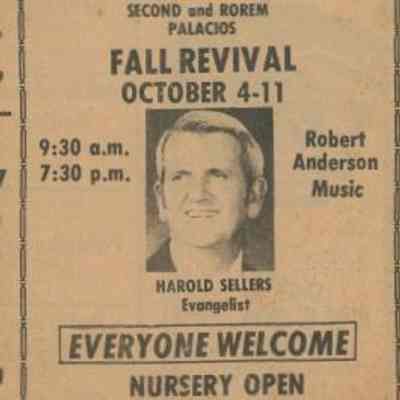 SECOND and ROREM
PALACIOS
FALL REVIVAL
OCTOBER 4-11
9:30 a.m.
7:30 p.m.
Robert
Anderson
Music
HAROLD SELLERS
Evangelist
EVERYONE WELCOME
NURSERY OPEN